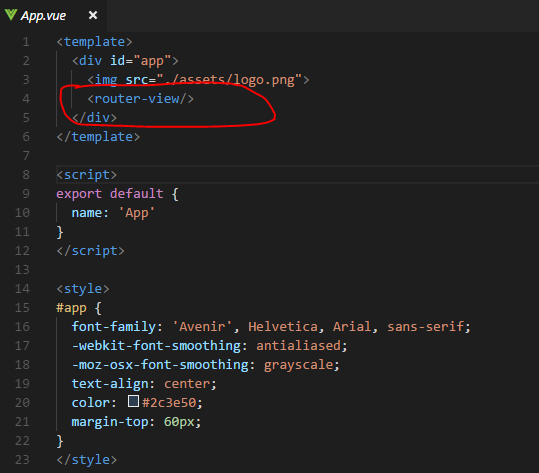 App.vue ×
1 <template>
2   <div id="app">
3     <img src="./assets/logo.png">
4     <router-view/>
5   </div>
6 </template>
7
8 <script>
9 export default {
10   name: 'App'
11 }
12 </script>
13
14 <style>
15 #app {
16   font-family: 'Avenir', Helvetica, Arial, sans-serif;
17   -webkit-font-smoothing: antialiased;
18   -moz-osx-font-smoothing: grayscale;
19   text-align: center;
20   color: #2c3e50;
21   margin-top: 60px;
22 }
23 </style>